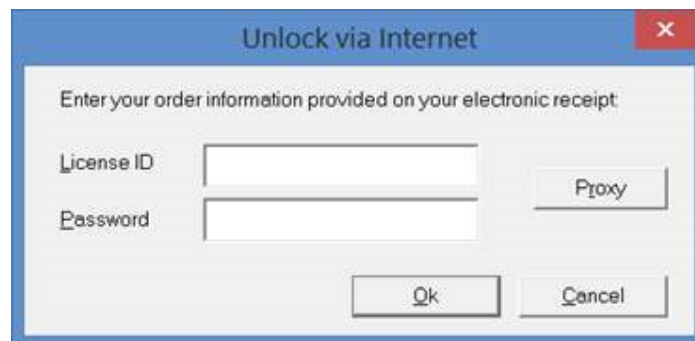 Unlock via Internet
Enter your order information provided on your electronic receipt:
License ID
Proxy
Password
Ok
Cancel